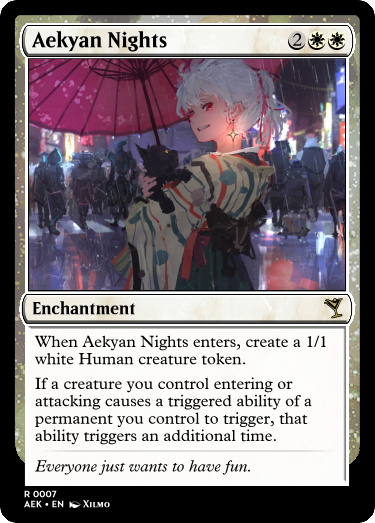 Aekyan Nights 2
Enchantment
When Aekyan Nights enters, create a 1/1
white Human creature token.
If a creature you control entering or
attacking causes a triggered ability of a
permanent you control to trigger, that
ability triggers an additional time.
Everyone just wants to have fun.
R 0007
AEK • EN Xilmo